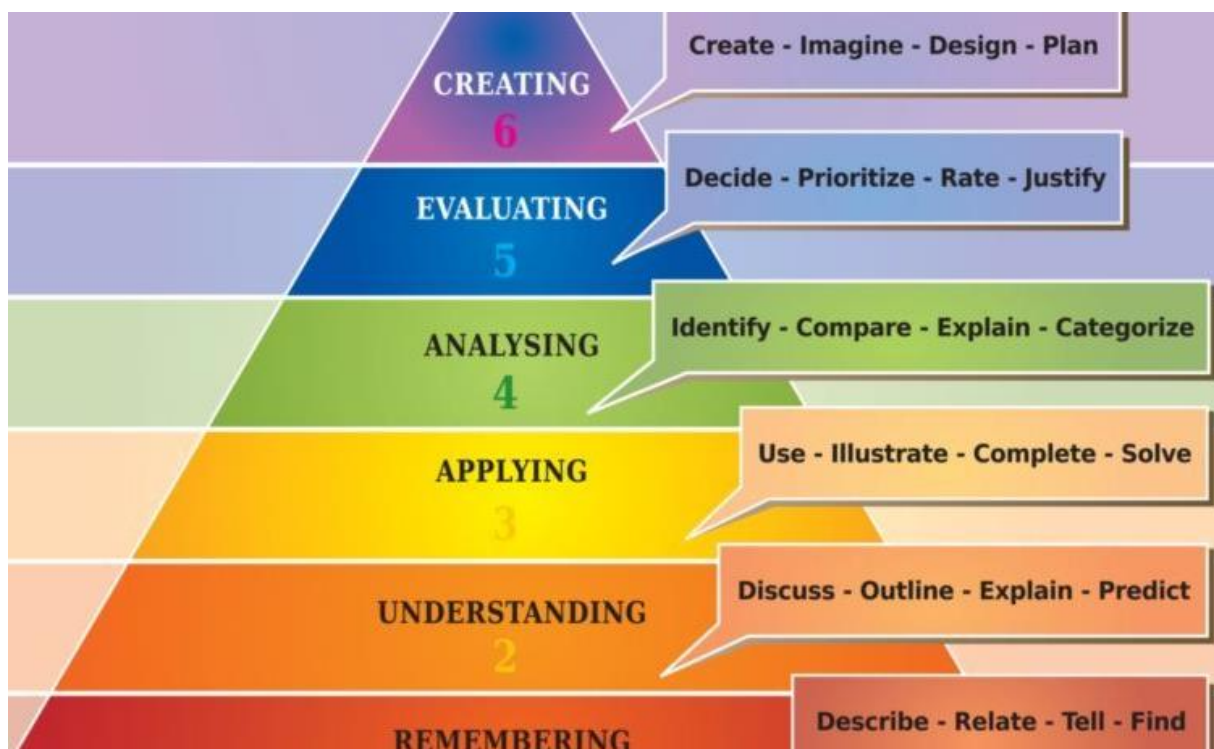 Create - Imagine - Design - Plan
CREATING
6
Decide - Prioritize - Rate - Justify
EVALUATING
5
Identify - Compare - Explain - Categorize
ANALYSING
4
Use - Illustrate - Complete - Solve
APPLYING
3
Discuss - Outline - Explain - Predict
UNDERSTANDING
2
Describe - Relate - Tell - Find
REMEMBERING